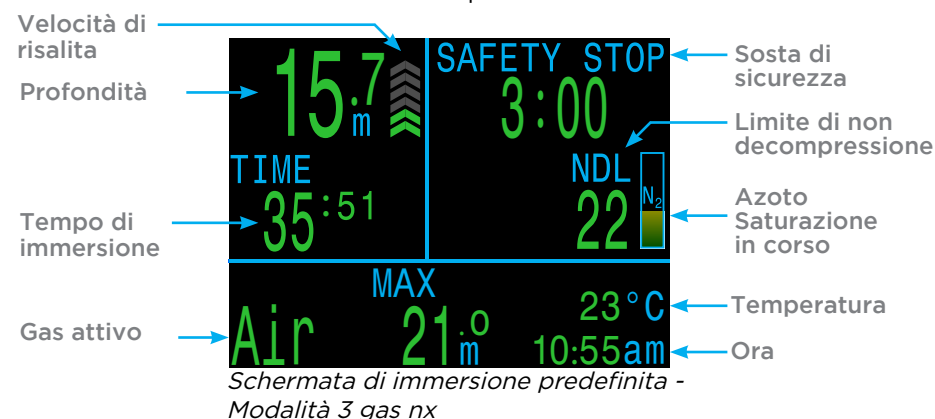 Velocità di
risalita
Profondità
Tempo di
immersione
Gas attivo
15.7
m
TIME
35:51
SAFETY STOP
3:00
NDL
22
N2
Air
MAX
21.0
m
23°C
10:55am
Sosta di
sicurezza
Limite di non
decompressione
Azoto
Saturazione
in corso
Temperatura
Ora
Schermata di immersione predefinita -
Modalità 3 gas nx